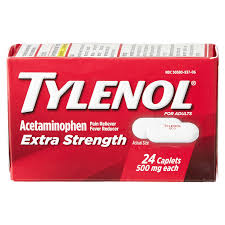 TYLENOL®
FOR ADULTS
Acetaminophen
Pain Reliever
Fever Reducer
Extra Strength
Actual Size
24 Caplets
500 mg each